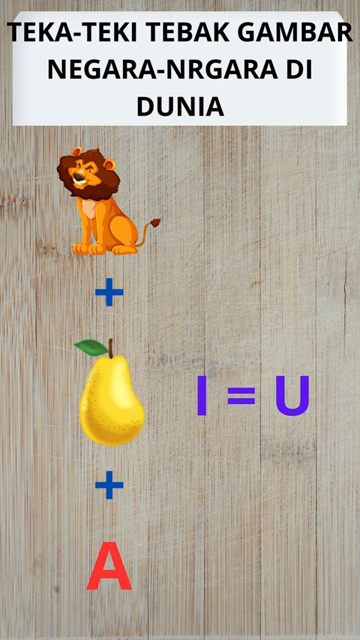 TEKA-TEKI TEBAK GAMBAR
NEGARA-NRGARA DI
DUNIA
+
I = U
+
A